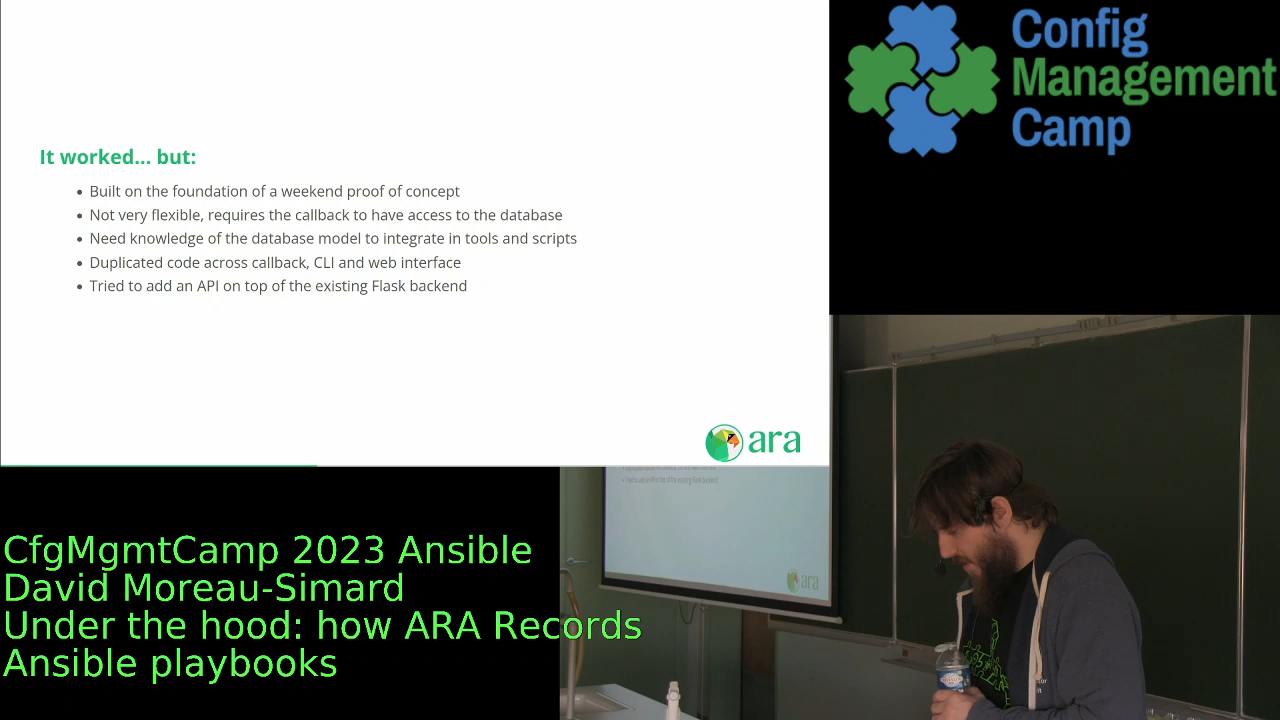 It worked... but:
Built on the foundation of a weekend proof of concept
Not very flexible, requires the callback to have access to the database
Need knowledge of the database model to integrate in tools and scripts
Duplicated code across callback, CLI and web interface
Tried to add an API on top of the existing Flask backend
ara
Config
Management
Camp
ara
CfgMgmtCamp 2023 Ansible
David Moreau-Simard
Under the hood: how ARA Records
Ansible playbooks